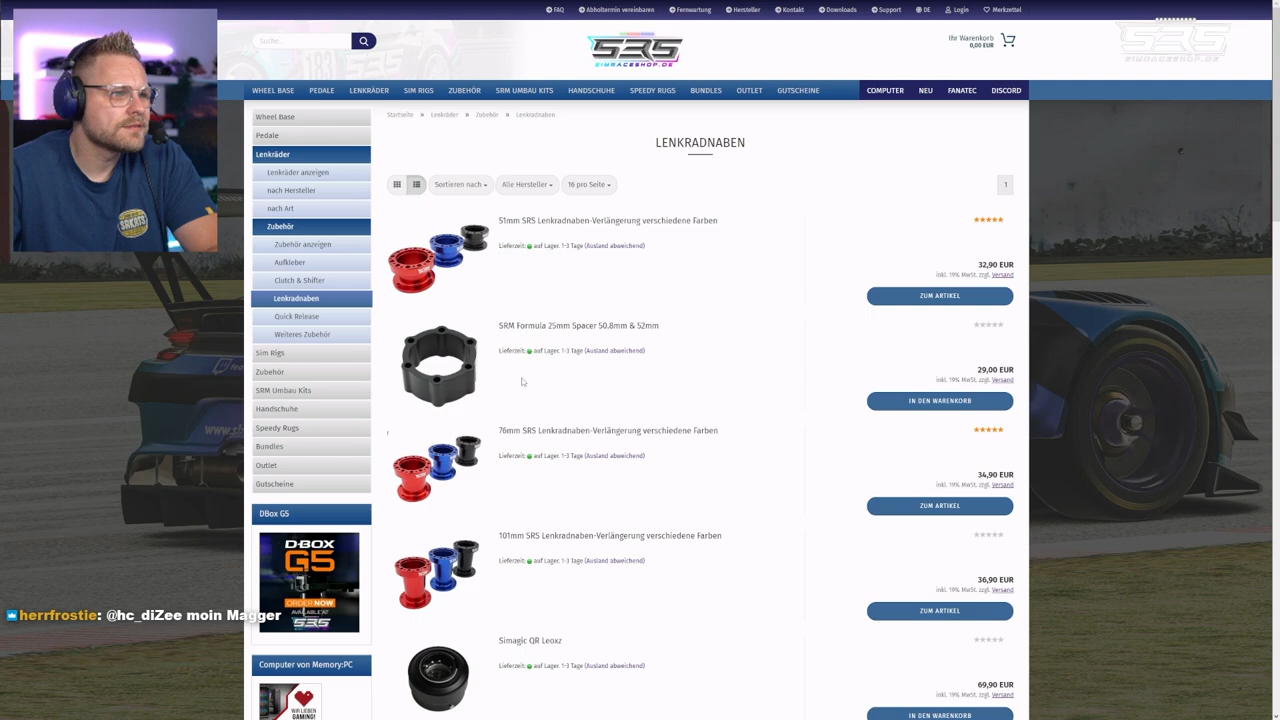 FAQ
Abholtermin vereinbaren
Fernwartung
Hersteller
Kontakt
Downloads
Support
DE
Login
Merkzettel
Suche...
SRS
SIMRACESHOP.DE
Ihr Warenkorb
0,00 EUR
WHEEL BASE
PEDALE
LENKRÄDER
SIM RIGS
ZUBEHÖR
SRM UMBAU KITS
HANDSCHUHE
SPEEDY RUGS
BUNDLES
OUTLET
GUTSCHEINE
COMPUTER
NEU
FANATEC
DISCORD
Wheel Base
Pedale
Lenkräder
Lenkräder anzeigen
nach Hersteller
nach Art
Zubehör
Zubehör anzeigen
Aufkleber
Clutch & Shifter
Lenkradnaben
Quick Release
Weiteres Zubehör
Sim Rigs
Zubehör
SRM Umbau Kits
Handschuhe
Speedy Rugs
Bundles
Outlet
Gutscheine
DBox G5
D-BOX
G5
ORDER NOW
AVAILABLE AT
SRS
herrfrostie: @hc_diZee moin Magger
Computer von Memory:PC
WIR LIEBEN
GAMING!
Startseite » Lenkräder » Zubehör » Lenkradnaben
LENKRADNABEN
Sortieren nach
Alle Hersteller
16 pro Seite
1
51mm SRS Lenkradnaben-Verlängerung verschiedene Farben
Lieferzeit: auf Lager. 1-3 Tage (Ausland abweichend)
32,90 EUR
inkl. 19% MwSt. zzgl. Versand
ZUM ARTIKEL
SRM Formula 25mm Spacer 50.8mm & 52mm
Lieferzeit: auf Lager. 1-3 Tage (Ausland abweichend)
29,00 EUR
inkl. 19% MwSt. zzgl. Versand
IN DEN WARENKORB
76mm SRS Lenkradnaben-Verlängerung verschiedene Farben
Lieferzeit: auf Lager. 1-3 Tage (Ausland abweichend)
34,90 EUR
inkl. 19% MwSt. zzgl. Versand
ZUM ARTIKEL
101mm SRS Lenkradnaben-Verlängerung verschiedene Farben
Lieferzeit: auf Lager. 1-3 Tage (Ausland abweichend)
36,90 EUR
inkl. 19% MwSt. zzgl. Versand
ZUM ARTIKEL
Simagic QR Leoxz
Lieferzeit: auf Lager. 1-3 Tage (Ausland abweichend)
69,90 EUR
inkl. 19% MwSt. zzgl. Versand
IN DEN WARENKORB